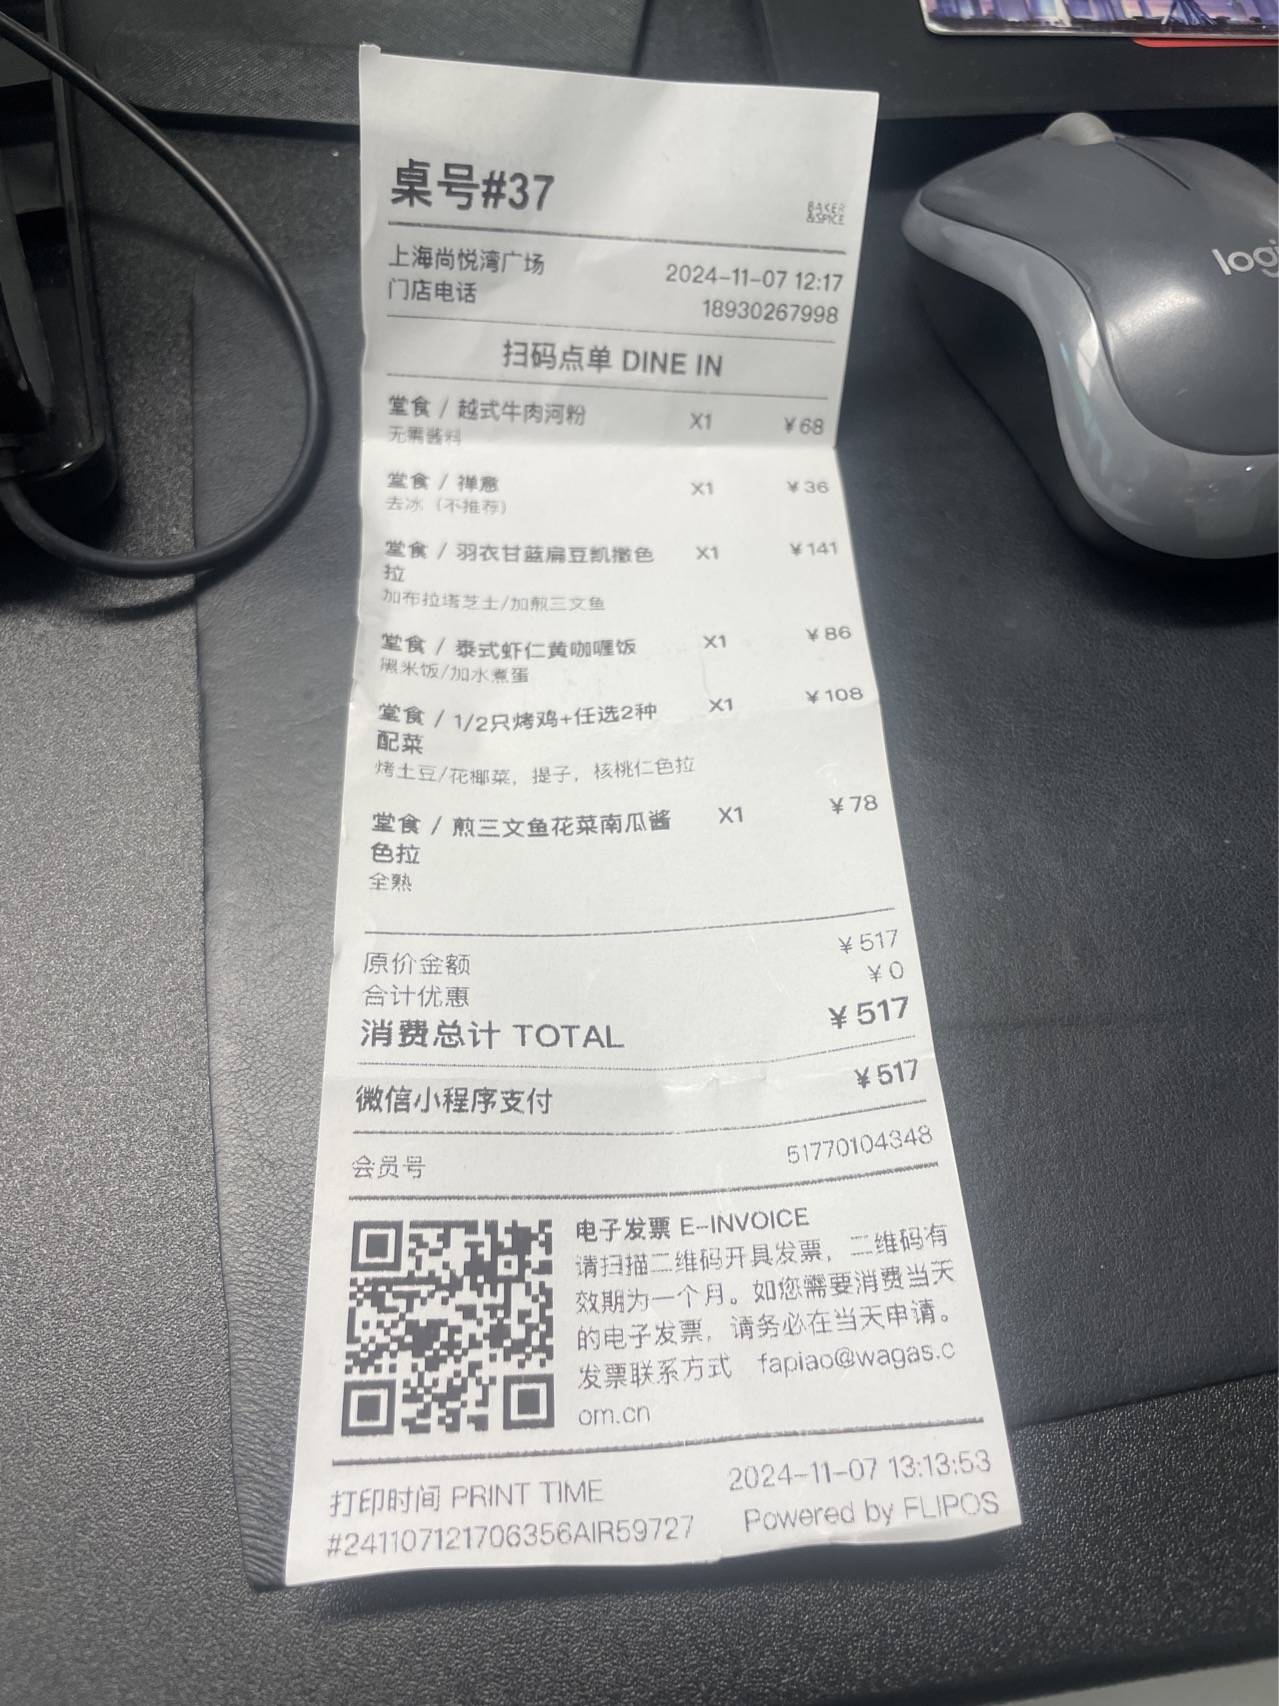 桌号#37
BAKER
&SPICE
上海尚悦湾广场 2024-11-07 12:17
门店电话 18930267998
扫码点单 DINE IN
堂食 / 越式牛肉河粉 X1 ¥68
无需酱料
堂食 / 禅意 X1 ¥36
去冰（不推荐）
堂食 / 羽衣甘蓝扁豆凯撒色 X1 ¥141
拉
加布拉塔芝士/加煎三文鱼
堂食 / 泰式虾仁黄咖喱饭 X1 ¥86
黑米饭/加水煮蛋
堂食 / 1/2只烤鸡+任选2种 X1 ¥108
配菜
烤土豆/花椰菜，提子，核桃仁色拉
堂食 / 煎三文鱼花菜南瓜酱 X1 ¥78
色拉
全熟
原价金额 ¥517
合计优惠 ¥0
消费总计 TOTAL ¥517
微信小程序支付 ¥517
会员号 51770104348
电子发票 E-INVOICE
请扫描二维码开具发票，二维码有
效期为一个月。如您需要消费当天
的电子发票，请务必在当天申请。
发票联系方式 fapiao@wagas.c
om.cn
打印时间 PRINT TIME 2024-11-07 13:13:53
#241107121706356AIR59727 Powered by FLIPOS
logi